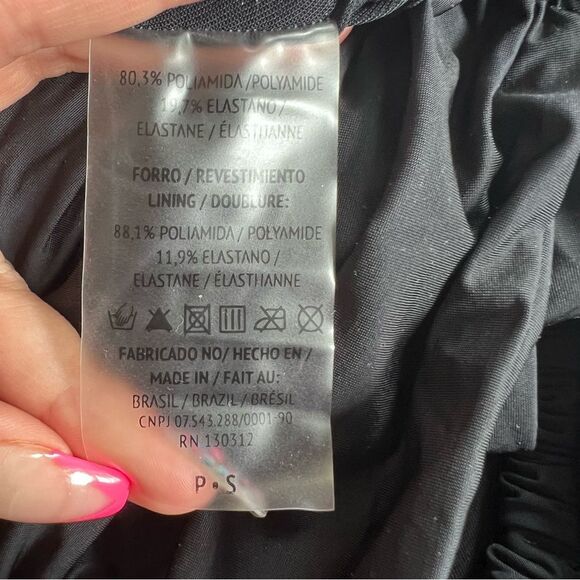 80,3% POLIAMIDA/POLYAMIDE
19,7% ELASTANO/
ELASTANE / ÉLASTHANNE
FORRO / REVESTIMIENTO
LINING / DOUBLURE:
88,1% POLIAMIDA / POLYAMIDE
11,9% ELASTANO/
ELASTANE / ÉLASTHANNE
FABRICADO NO/ HECHO EN/
MADE IN / FAIT AU:
BRASIL / BRAZIL / BRÉSIL
CNPJ 07.543.288/0001-90
RN 130312
P•S